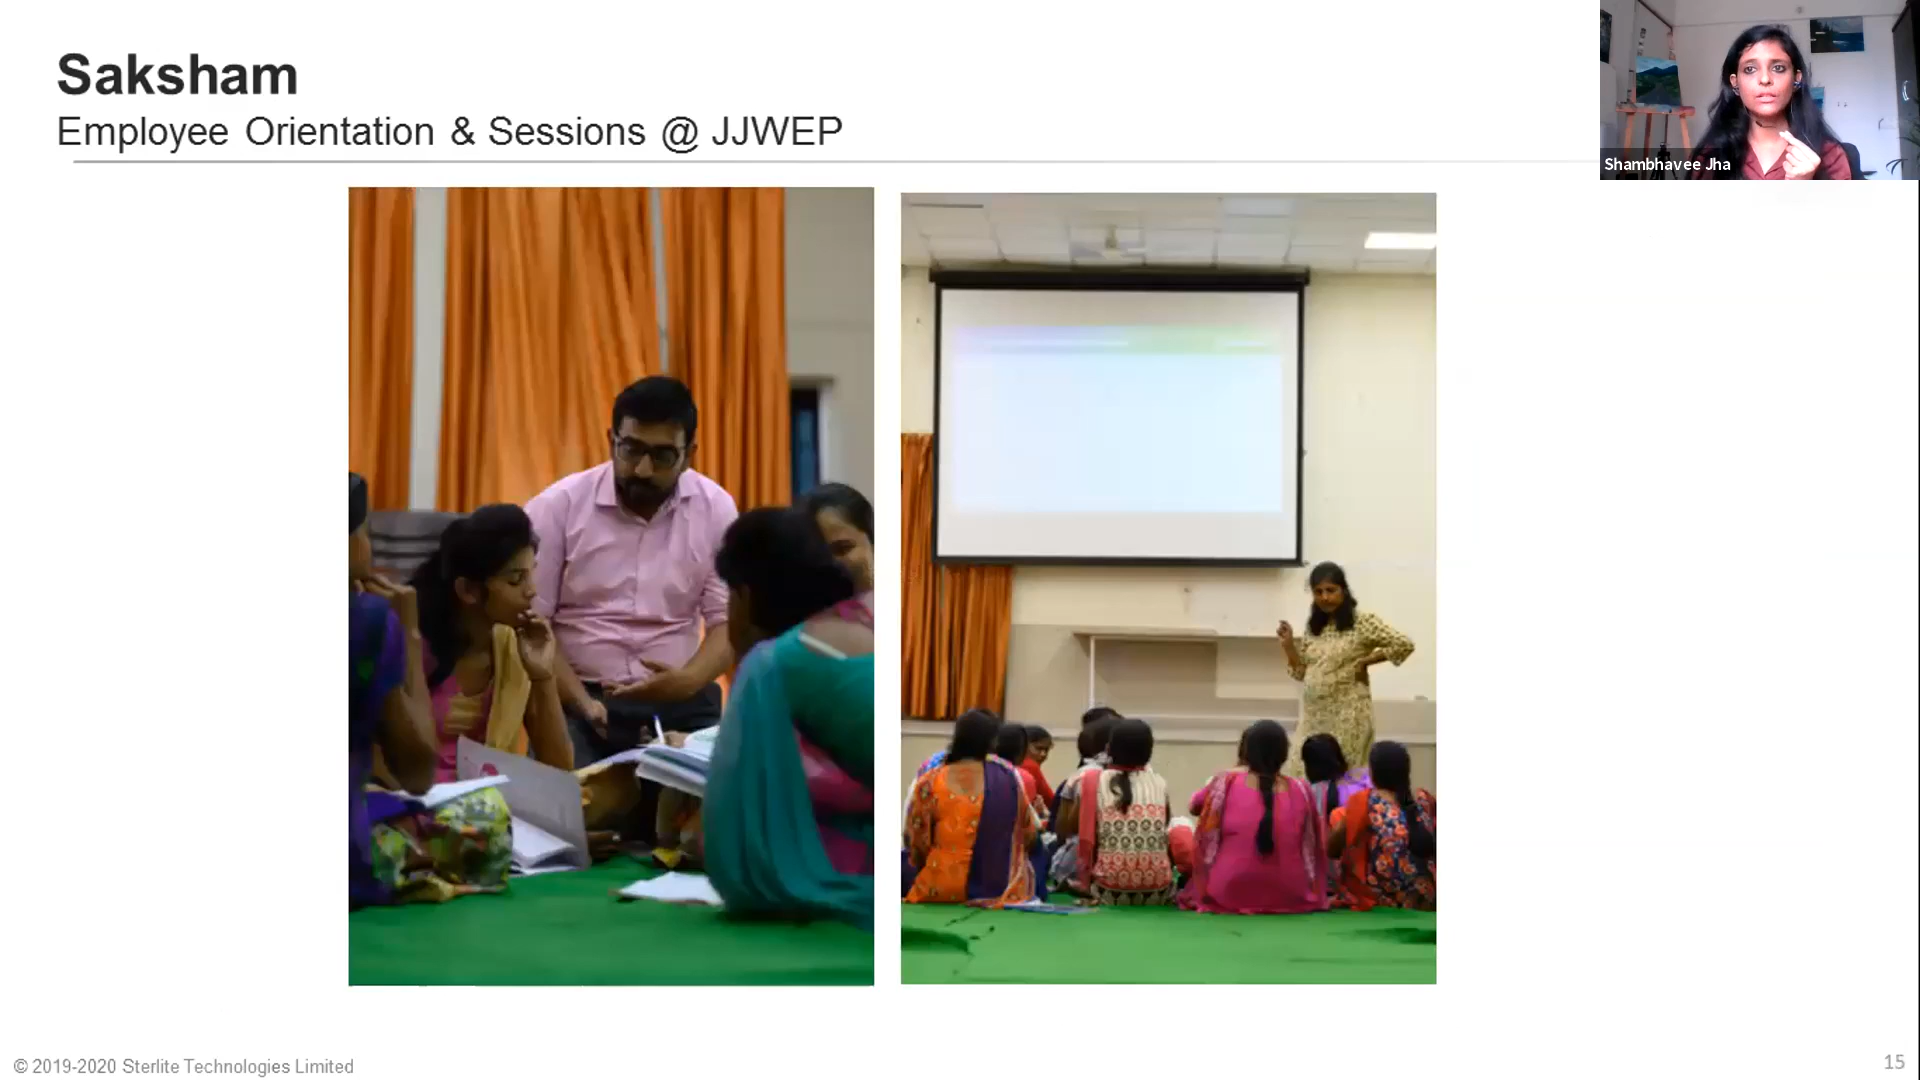 Saksham
Employee Orientation & Sessions @ JJWEP
Shambhavee Jha
© 2019-2020 Sterlite Technologies Limited
15